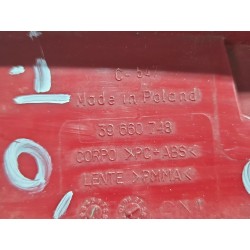 Made in Poland
59 660 748
CORPO >PC+ABS<
LENTE >PMMA<